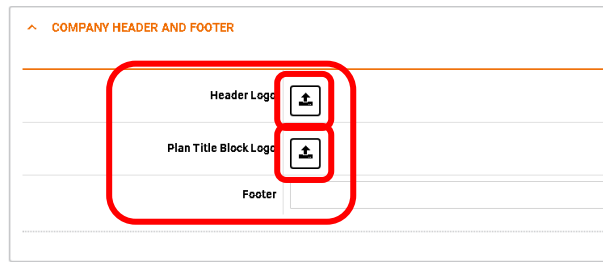 COMPANY HEADER AND FOOTER
Header Logo
Plan Title Block Logo
Footer